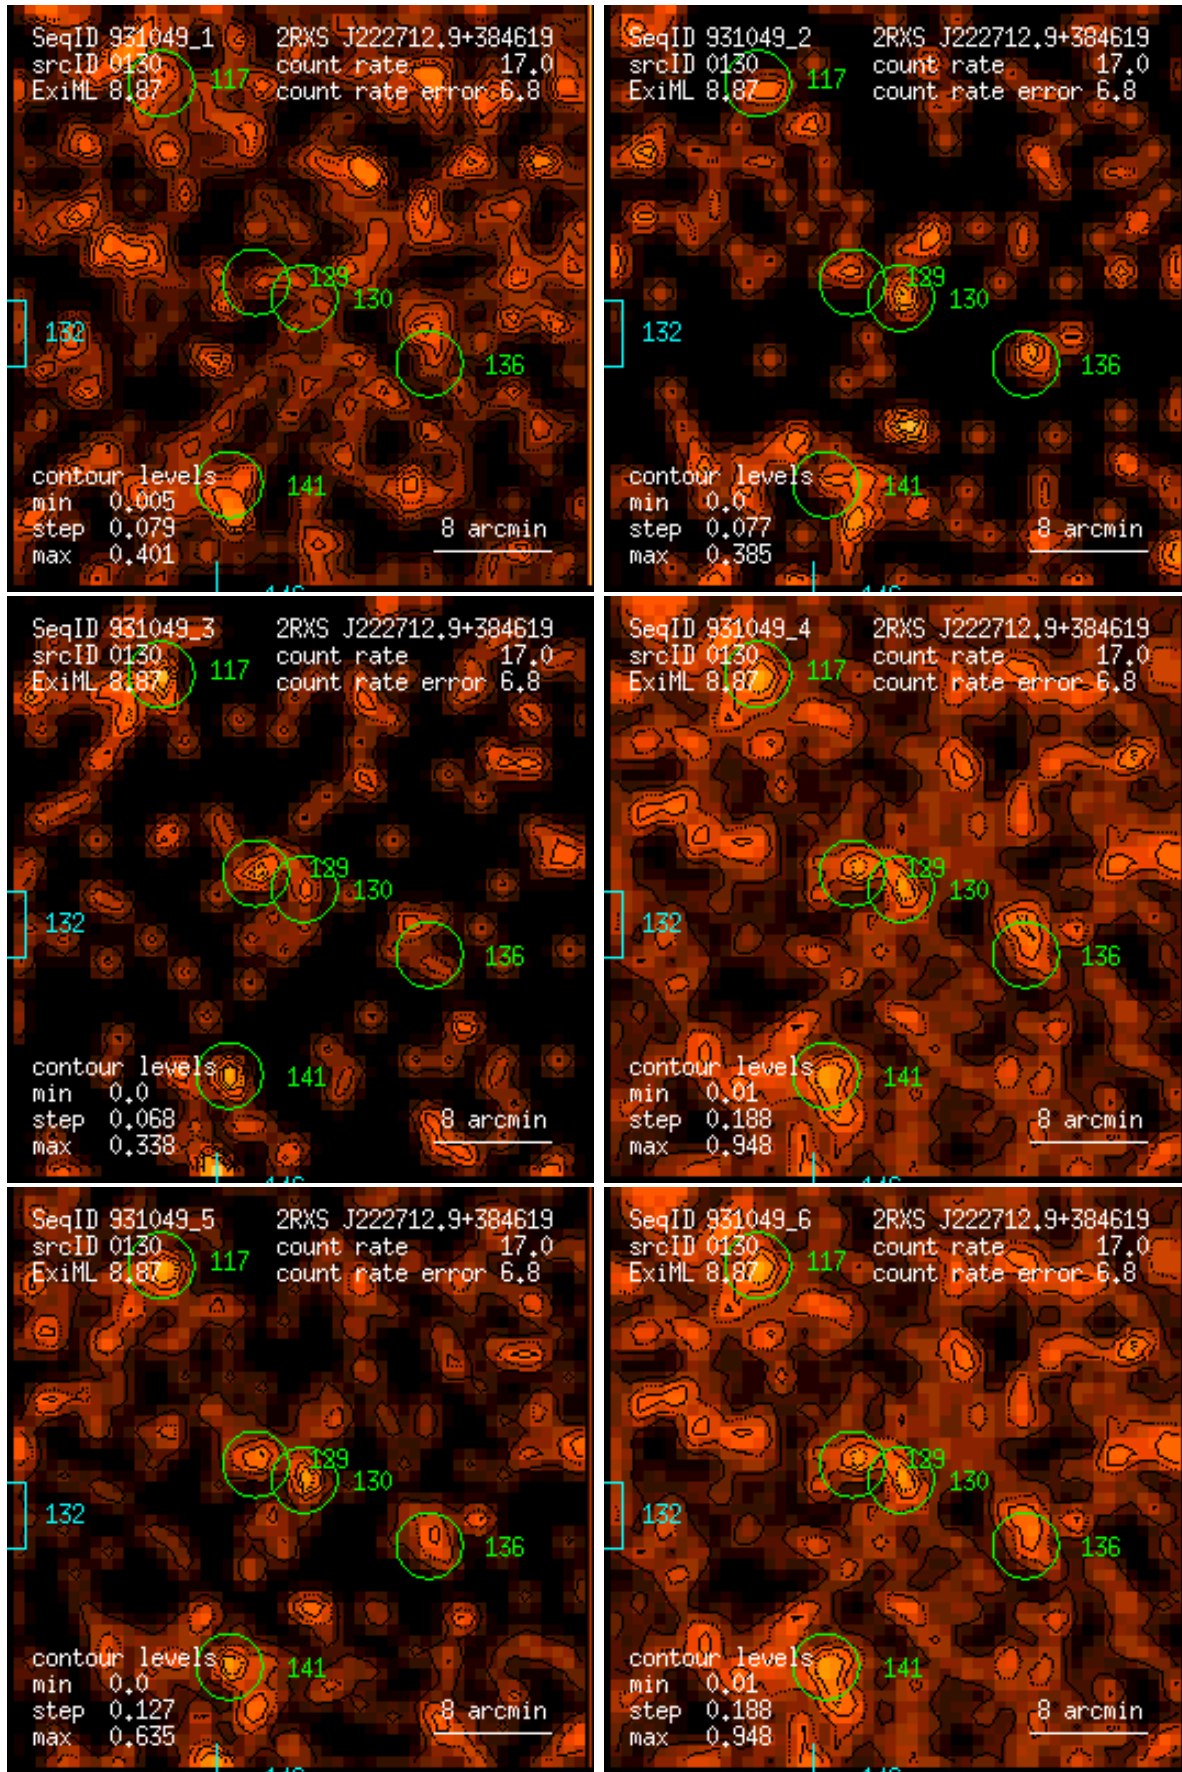 SeqID 931049_1 2RXS J222712.9+384619
srcID 0130 117 count rate 17.0
ExiML 8.87 count rate error 6.8
129
130
132
136
contour levels
141
min 0.005
step 0.079 8 arcmin
max 0.401
SeqID 931049_2 2RXS J222712.9+384619
srcID 0130 117 count rate 17.0
ExiML 8.87 count rate error 6.8
129
130
132
136
contour levels
141
min 0.0
step 0.077 8 arcmin
max 0.385
SeqID 931049_3 2RXS J222712.9+384619
srcID 0130 117 count rate 17.0
ExiML 8.87 count rate error 6.8
129
130
132
136
contour levels
141
min 0.0
step 0.068 8 arcmin
max 0.338
SeqID 931049_4 2RXS J222712.9+384619
srcID 0130 117 count rate 17.0
ExiML 8.87 count rate error 6.8
129
130
132
136
contour levels
141
min 0.01
step 0.188 8 arcmin
max 0.948
SeqID 931049_5 2RXS J222712.9+384619
srcID 0130 117 count rate 17.0
ExiML 8.87 count rate error 6.8
129
130
132
136
contour levels
141
min 0.0
step 0.127 8 arcmin
max 0.635
SeqID 931049_6 2RXS J222712.9+384619
srcID 0130 117 count rate 17.0
ExiML 8.87 count rate error 6.8
129
130
132
136
contour levels
141
min 0.01
step 0.188 8 arcmin
max 0.948